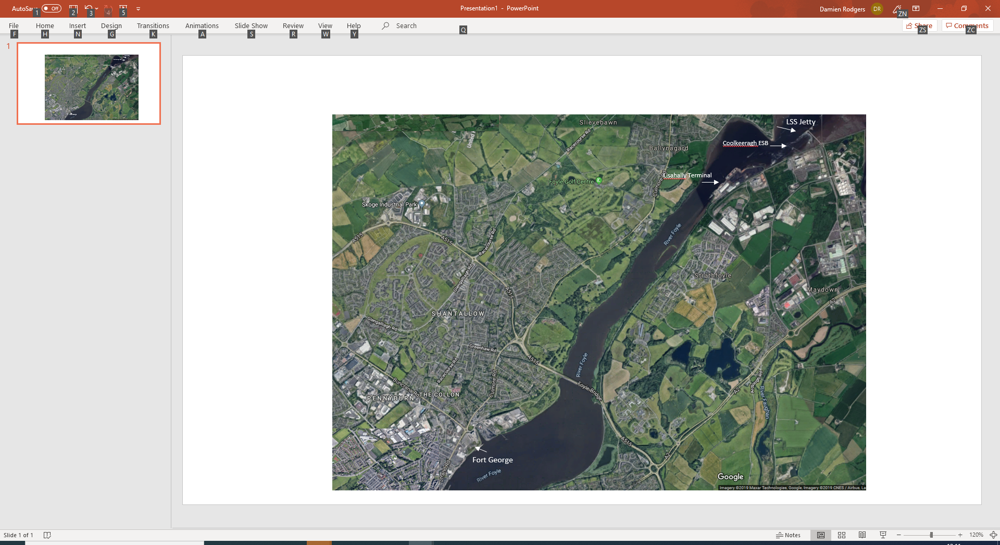 AutoSave Off
Presentation1 - PowerPoint
Damien Rodgers DR
1 2 3 4 5 ZN
File Home Insert Design Transitions Animations Slide Show Review View Help Search Share Comments
F H N G K A S R W Y Q ZS ZC
1
Slievebawn
LSS Jetty
United
Racecourse Rd
Coolkeeragh ESB
Ballynagard
Lisahally Terminal
Foyle Golf Centre
Culmore Rd
Skoge Industrial Park
River Foyle
A515
A515
Racecourse Rd
Glengalliagh Rd
Strathfoyle
Maydown
A515
A2
SHANTALLOW
Glengalliagh Rd
Greenhaw Rd
A515
River Foyle
Racecourse Rd
Culmore Rd
Ardlough Rd
Buncrana Rd
Foyle Bridge
A2
THE COLLON
PENNYBURN
River Faughan
A515
A2
Fort George
Strand Rd
River Foyle
Google
Imagery ©2019 Maxar Technologies, Google, Imagery ©2019 CNES / Airbus, La
Slide 1 of 1
Notes
120%